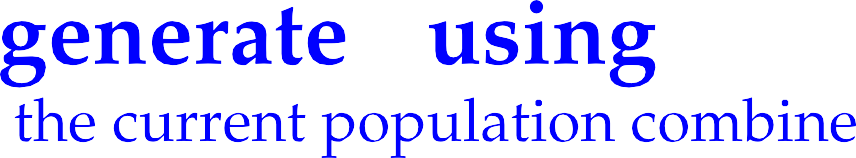 generate using
the current population combine